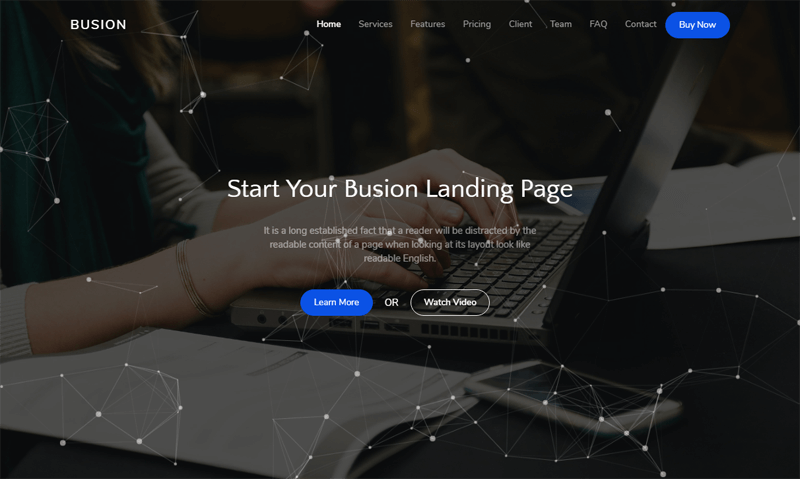 BUSION
Home Services Features Pricing Client Team FAQ Contact Buy Now
Start Your Busion Landing Page
It is a long established fact that a reader will be distracted by the
readable content of a page when looking at its layout look like
readable English.
Learn More OR Watch Video